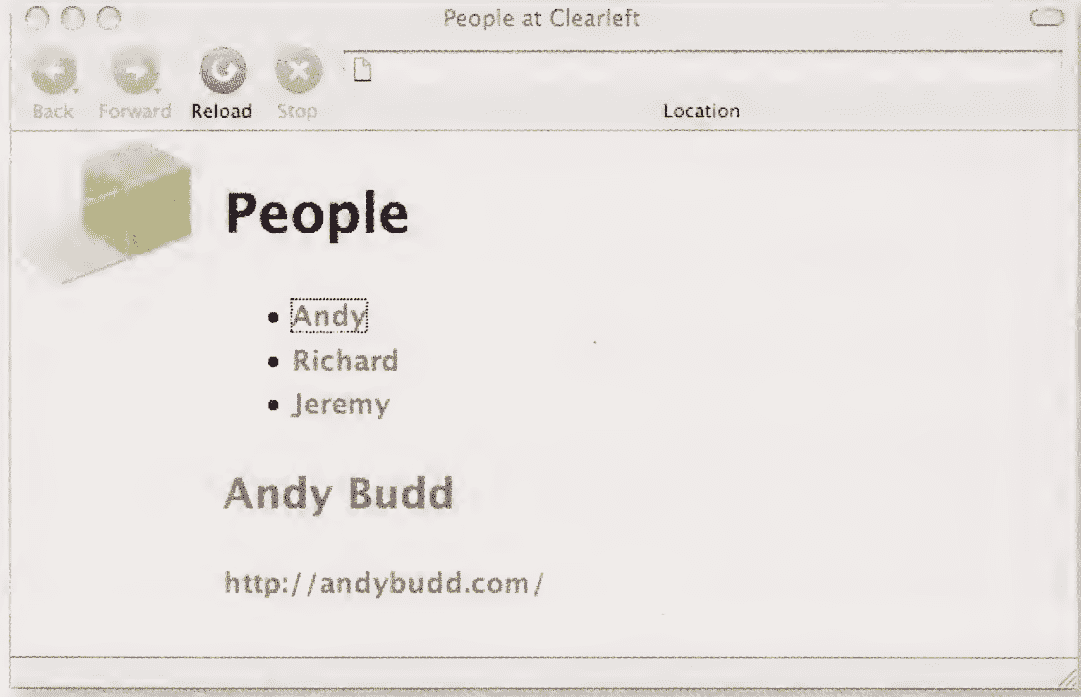 People at Clearleft
Back Forward Reload Stop
Location
People
• Andy
• Richard
• Jeremy
Andy Budd
http://andybudd.com/